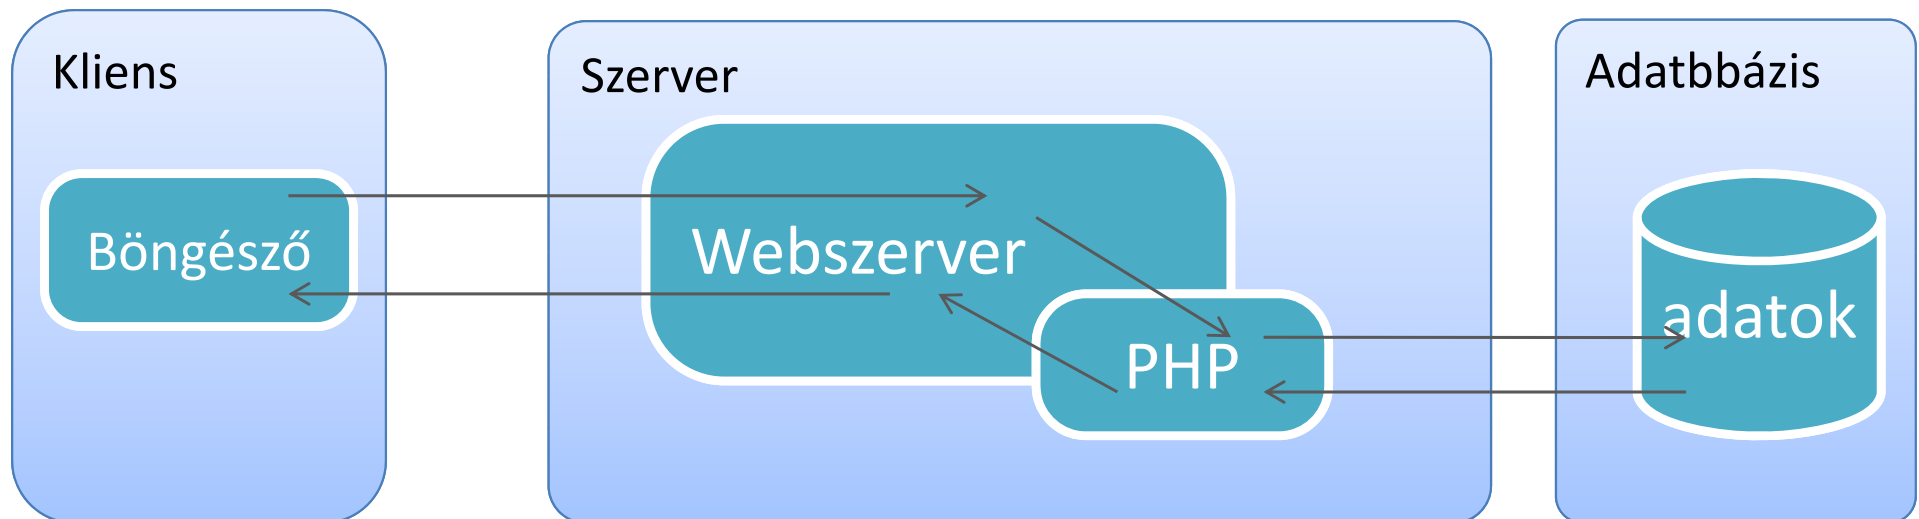 Kliens
Szerver
Adatbbázis
Böngésző
Webszerver
adatok
PHP